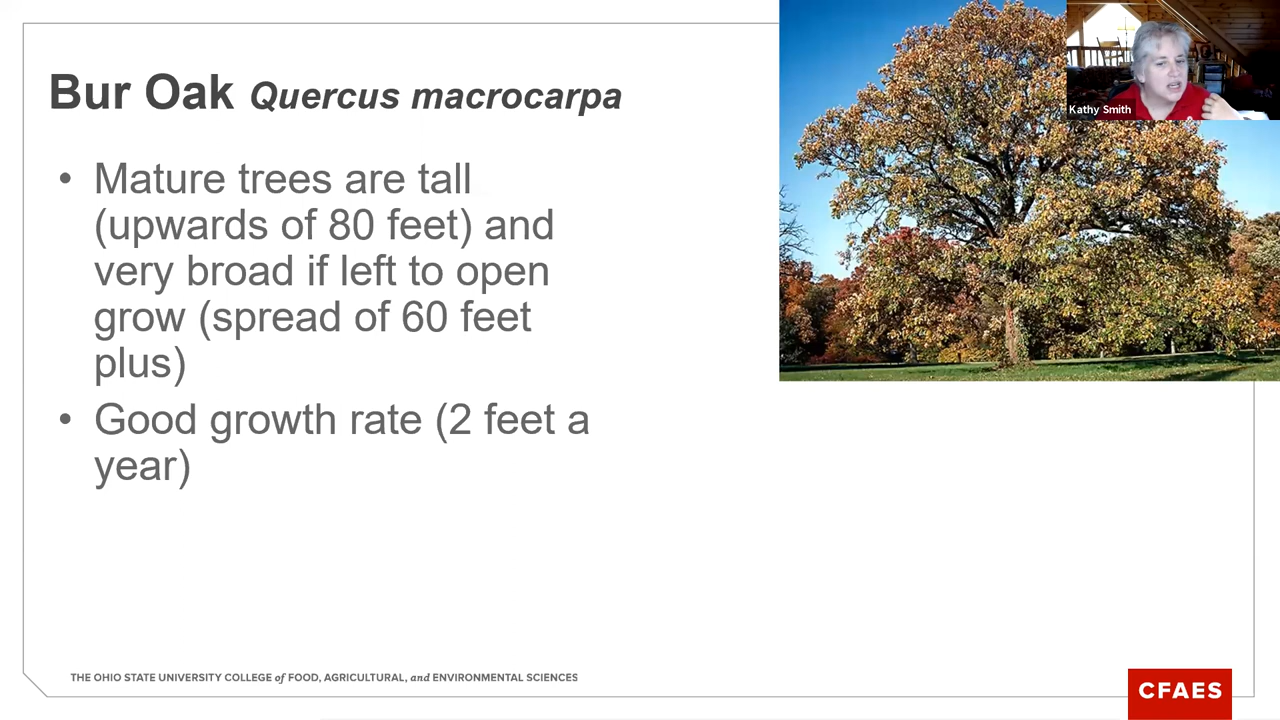 Bur Oak Quercus macrocarpa
Kathy Smith
• Mature trees are tall
(upwards of 80 feet) and
very broad if left to open
grow (spread of 60 feet
plus)
• Good growth rate (2 feet a
year)
THE OHIO STATE UNIVERSITY COLLEGE of FOOD, AGRICULTURAL, and ENVIRONMENTAL SCIENCES
CFAES